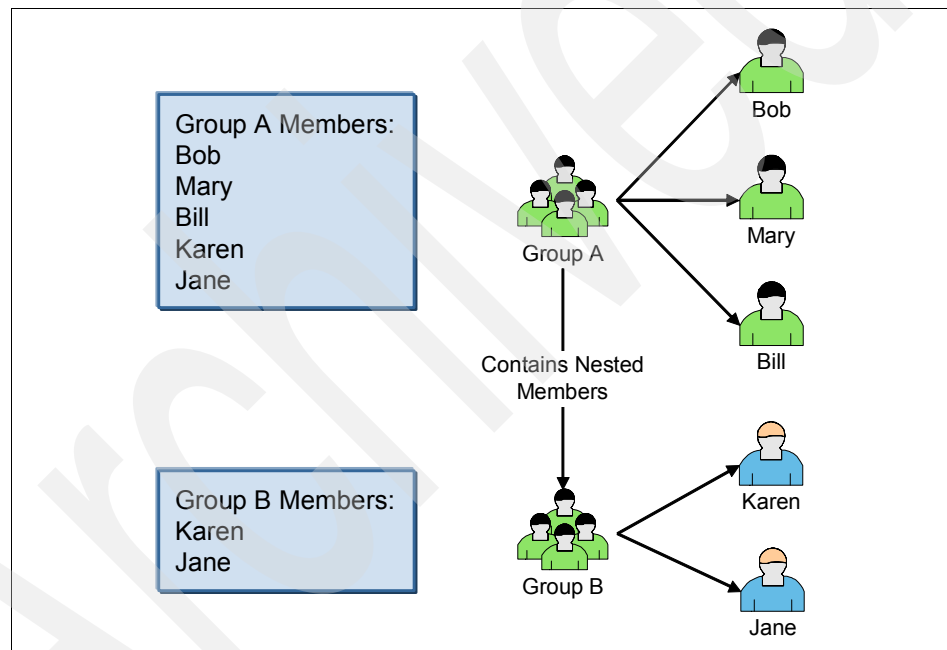 Group A Members:
Bob
Mary
Bill
Karen
Jane
Group A
Bob
Mary
Bill
Contains Nested
Members
Group B Members:
Karen
Jane
Group B
Karen
Jane
Archived